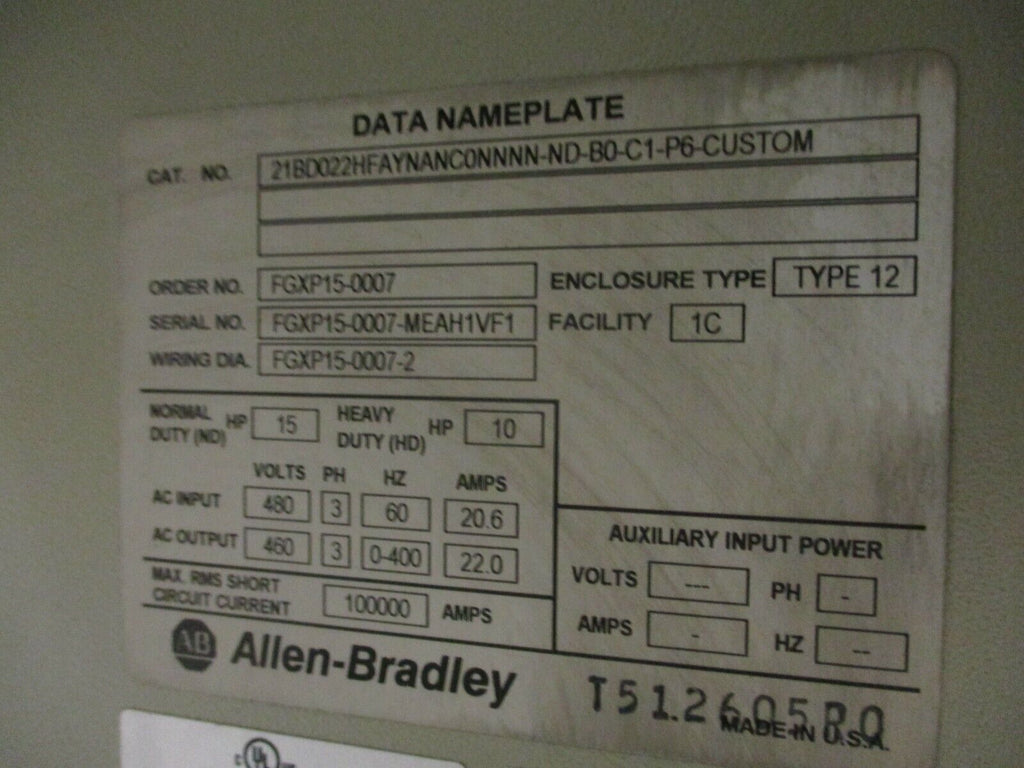 DATA NAMEPLATE
CAT. NO. 21BD022HFAYNANC0NNNN-ND-B0-C1-P6-CUSTOM
ORDER NO. FGXP15-0007 ENCLOSURE TYPE TYPE 12
SERIAL NO. FGXP15-0007-MEAH1VF1 FACILITY 1C
WIRING DIA. FGXP15-0007-2
NORMAL DUTY (ND) HP 15 HEAVY DUTY (HD) HP 10
VOLTS PH HZ AMPS
AC INPUT 480 3 60 20.6
AC OUTPUT 460 3 0-400 22.0
MAX. RMS SHORT
CIRCUIT CURRENT 100000 AMPS
AUXILIARY INPUT POWER
VOLTS --- PH -
AMPS - HZ --
AB Allen-Bradley
T51.2605RO
MADE IN U.S.A.
c UL us